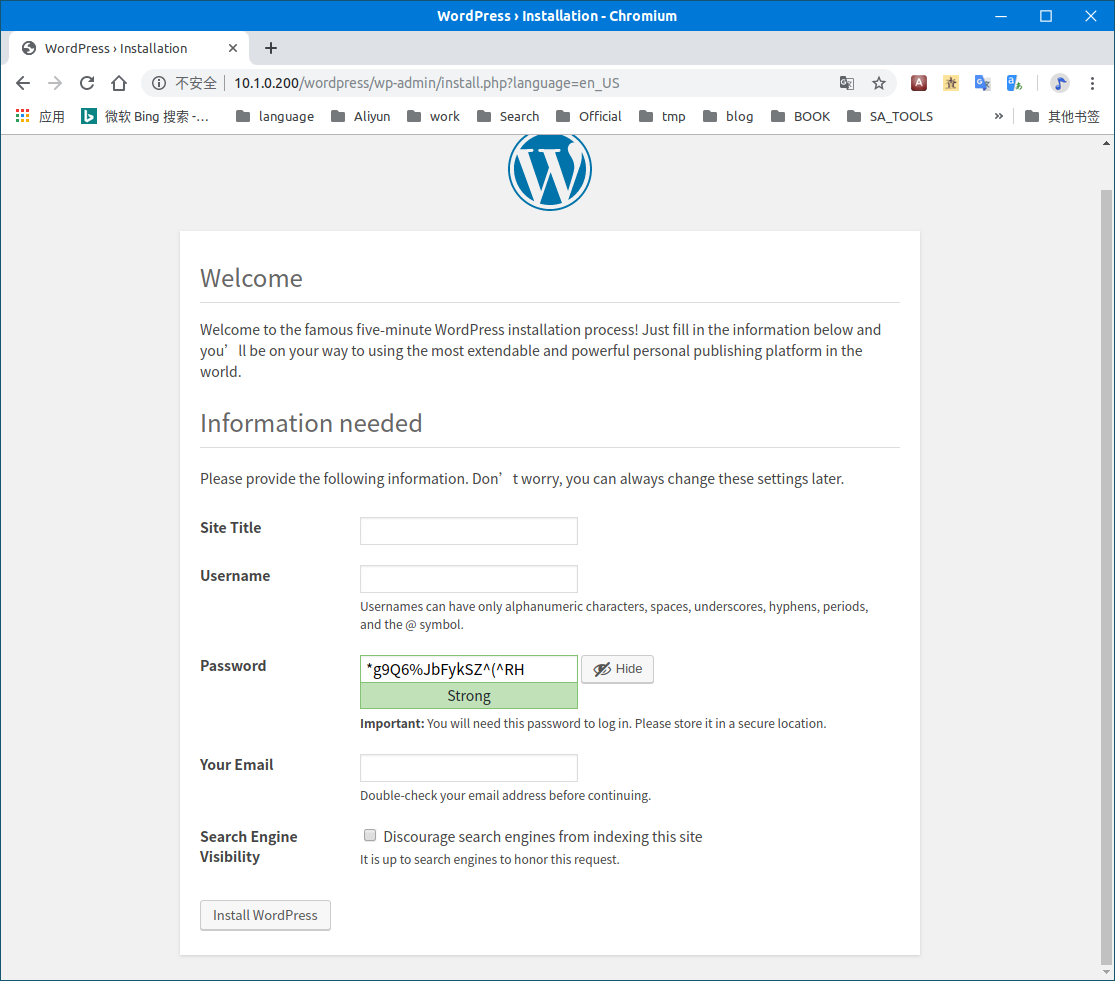 WordPress › Installation - Chromium
WordPress › Installation
不安全 10.1.0.200/wordpress/wp-admin/install.php?language=en_US
应用 微软 Bing 搜索 -... language Aliyun work Search Official tmp blog BOOK SA_TOOLS » 其他书签
Welcome
Welcome to the famous five-minute WordPress installation process! Just fill in the information below and
you’ll be on your way to using the most extendable and powerful personal publishing platform in the
world.
Information needed
Please provide the following information. Don’t worry, you can always change these settings later.
Site Title
Username
Usernames can have only alphanumeric characters, spaces, underscores, hyphens, periods,
and the @ symbol.
Password *g9Q6%JbFykSZ^(^RH Hide
Strong
Important: You will need this password to log in. Please store it in a secure location.
Your Email
Double-check your email address before continuing.
Search Engine
Visibility
Discourage search engines from indexing this site
It is up to search engines to honor this request.
Install WordPress